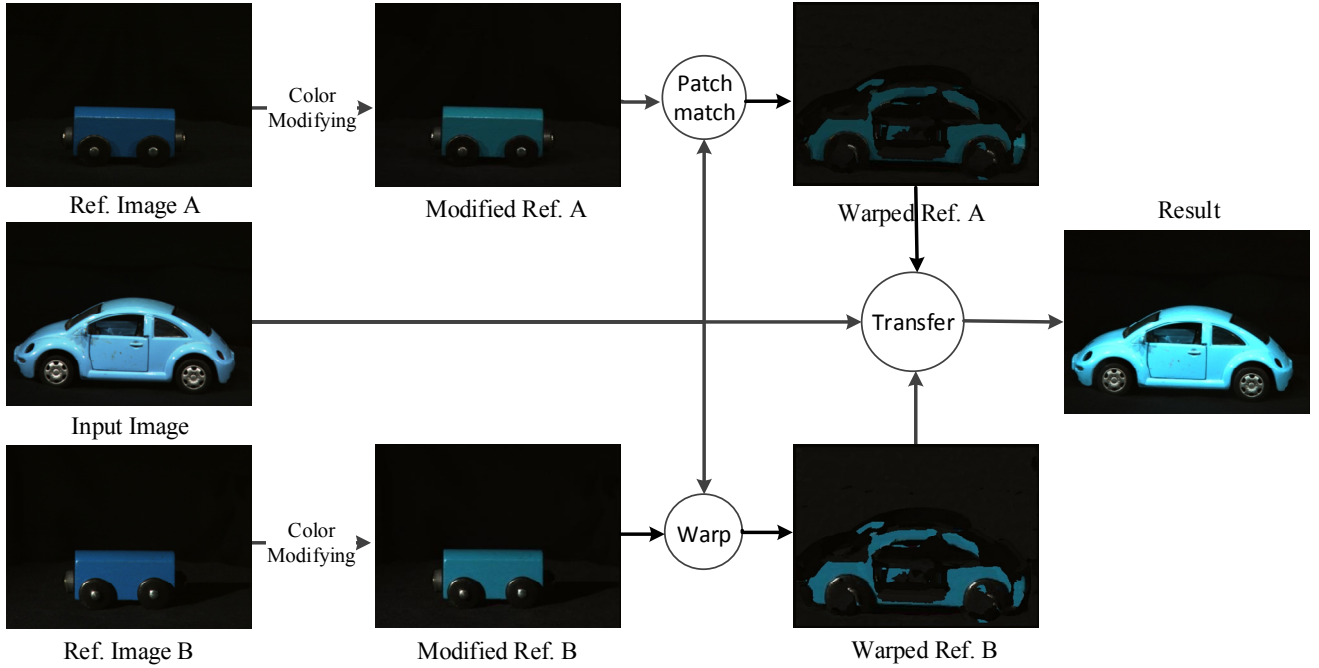 Color
Modifying
Patch
match
Ref. Image A
Modified Ref. A
Warped Ref. A
Result
Transfer
Input Image
Color
Modifying
Warp
Ref. Image B
Modified Ref. B
Warped Ref. B